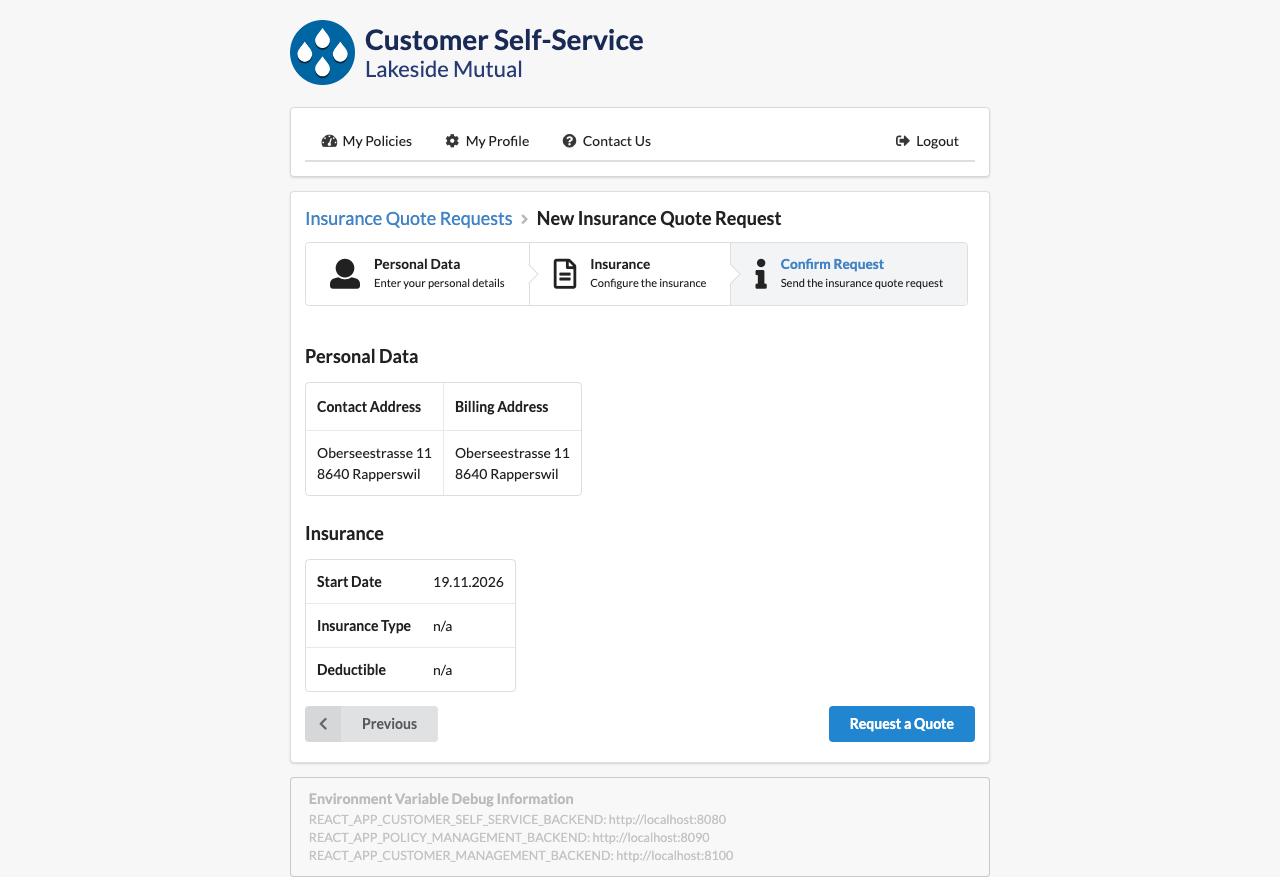 Customer Self-Service
Lakeside Mutual
My Policies My Profile Contact Us Logout
Insurance Quote Requests New Insurance Quote Request
Personal Data
Enter your personal details
Insurance
Configure the insurance
Confirm Request
Send the insurance quote request
Personal Data
Contact Address Billing Address
Oberseestrasse 11 Oberseestrasse 11
8640 Rapperswil 8640 Rapperswil
Insurance
Start Date 19.11.2026
Insurance Type n/a
Deductible n/a
Previous Request a Quote
Environment Variable Debug Information
REACT_APP_CUSTOMER_SELF_SERVICE_BACKEND: http://localhost:8080
REACT_APP_POLICY_MANAGEMENT_BACKEND: http://localhost:8090
REACT_APP_CUSTOMER_MANAGEMENT_BACKEND: http://localhost:8100